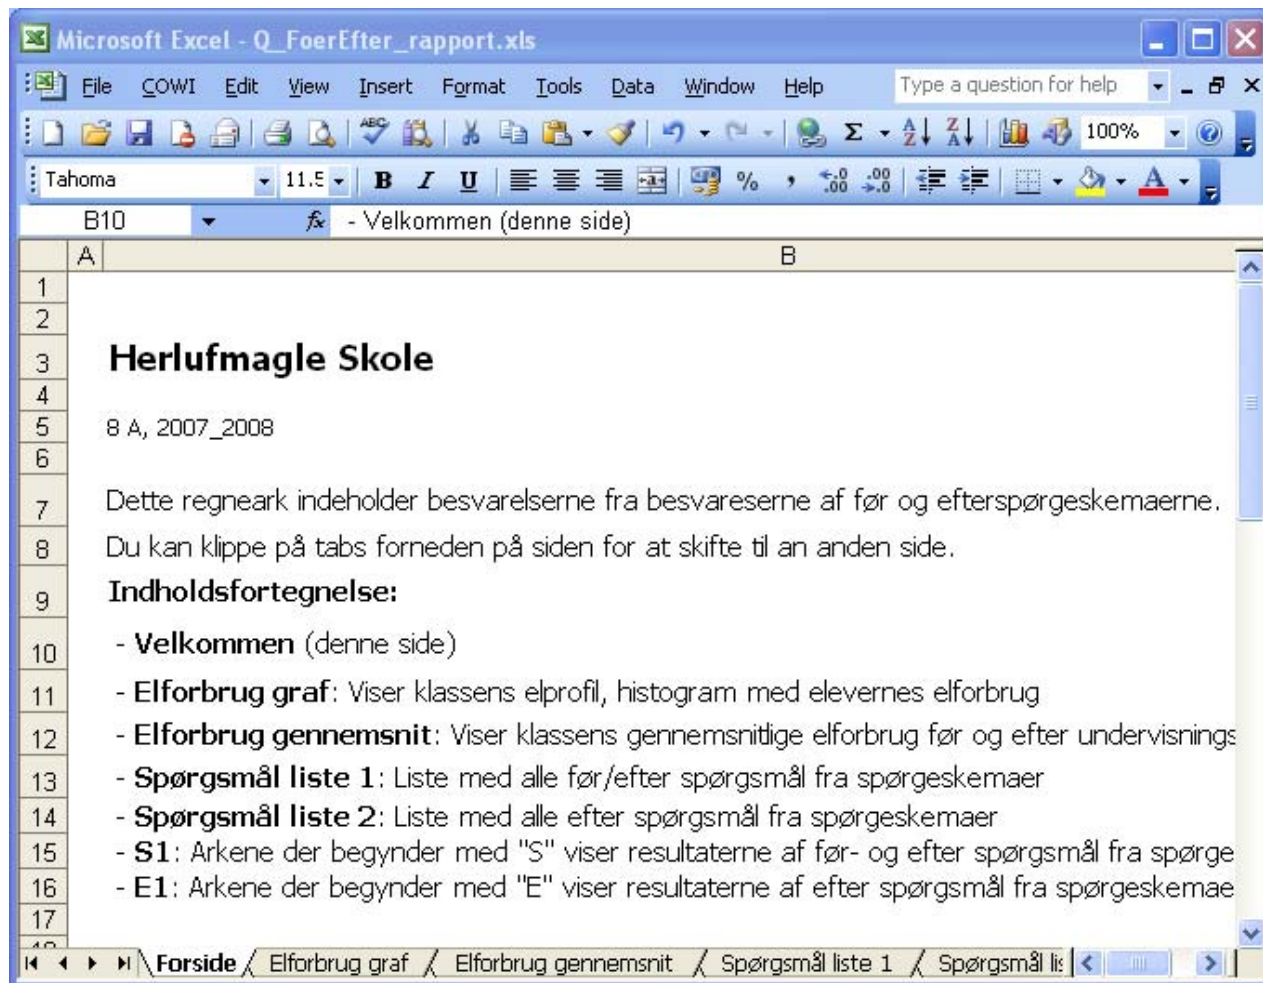 Microsoft Excel - Q_FoerEfter_rapport.xls
File COWI Edit View Insert Format Tools Data Window Help Type a question for help
ABC Σ A Z Z A 100%
Tahoma 11.5 B I U % , .00 .00 A
B10 fx - Velkommen (denne side)
A B
1
2
3 Herlufmagle Skole
4
5 8 A, 2007_2008
6
7 Dette regneark indeholder besvarelserne fra besvareserne af før og efterspørgeskemaerne.
8 Du kan klippe på tabs forneden på siden for at skifte til an anden side.
9 Indholdsfortegnelse:
10 - Velkommen (denne side)
11 - Elforbrug graf: Viser klassens elprofil, histogram med elevernes elforbrug
12 - Elforbrug gennemsnit: Viser klassens gennemsnitlige elforbrug før og efter undervisnings
13 - Spørgsmål liste 1: Liste med alle før/efter spørgsmål fra spørgeskemaer
14 - Spørgsmål liste 2: Liste med alle efter spørgsmål fra spørgeskemaer
15 - S1: Arkene der begynder med "S" viser resultaterne af før- og efter spørgsmål fra spørge
16 - E1: Arkene der begynder med "E" viser resultaterne af efter spørgsmål fra spørgeskemae
17
Forside Elforbrug graf Elforbrug gennemsnit Spørgsmål liste 1 Spørgsmål lis